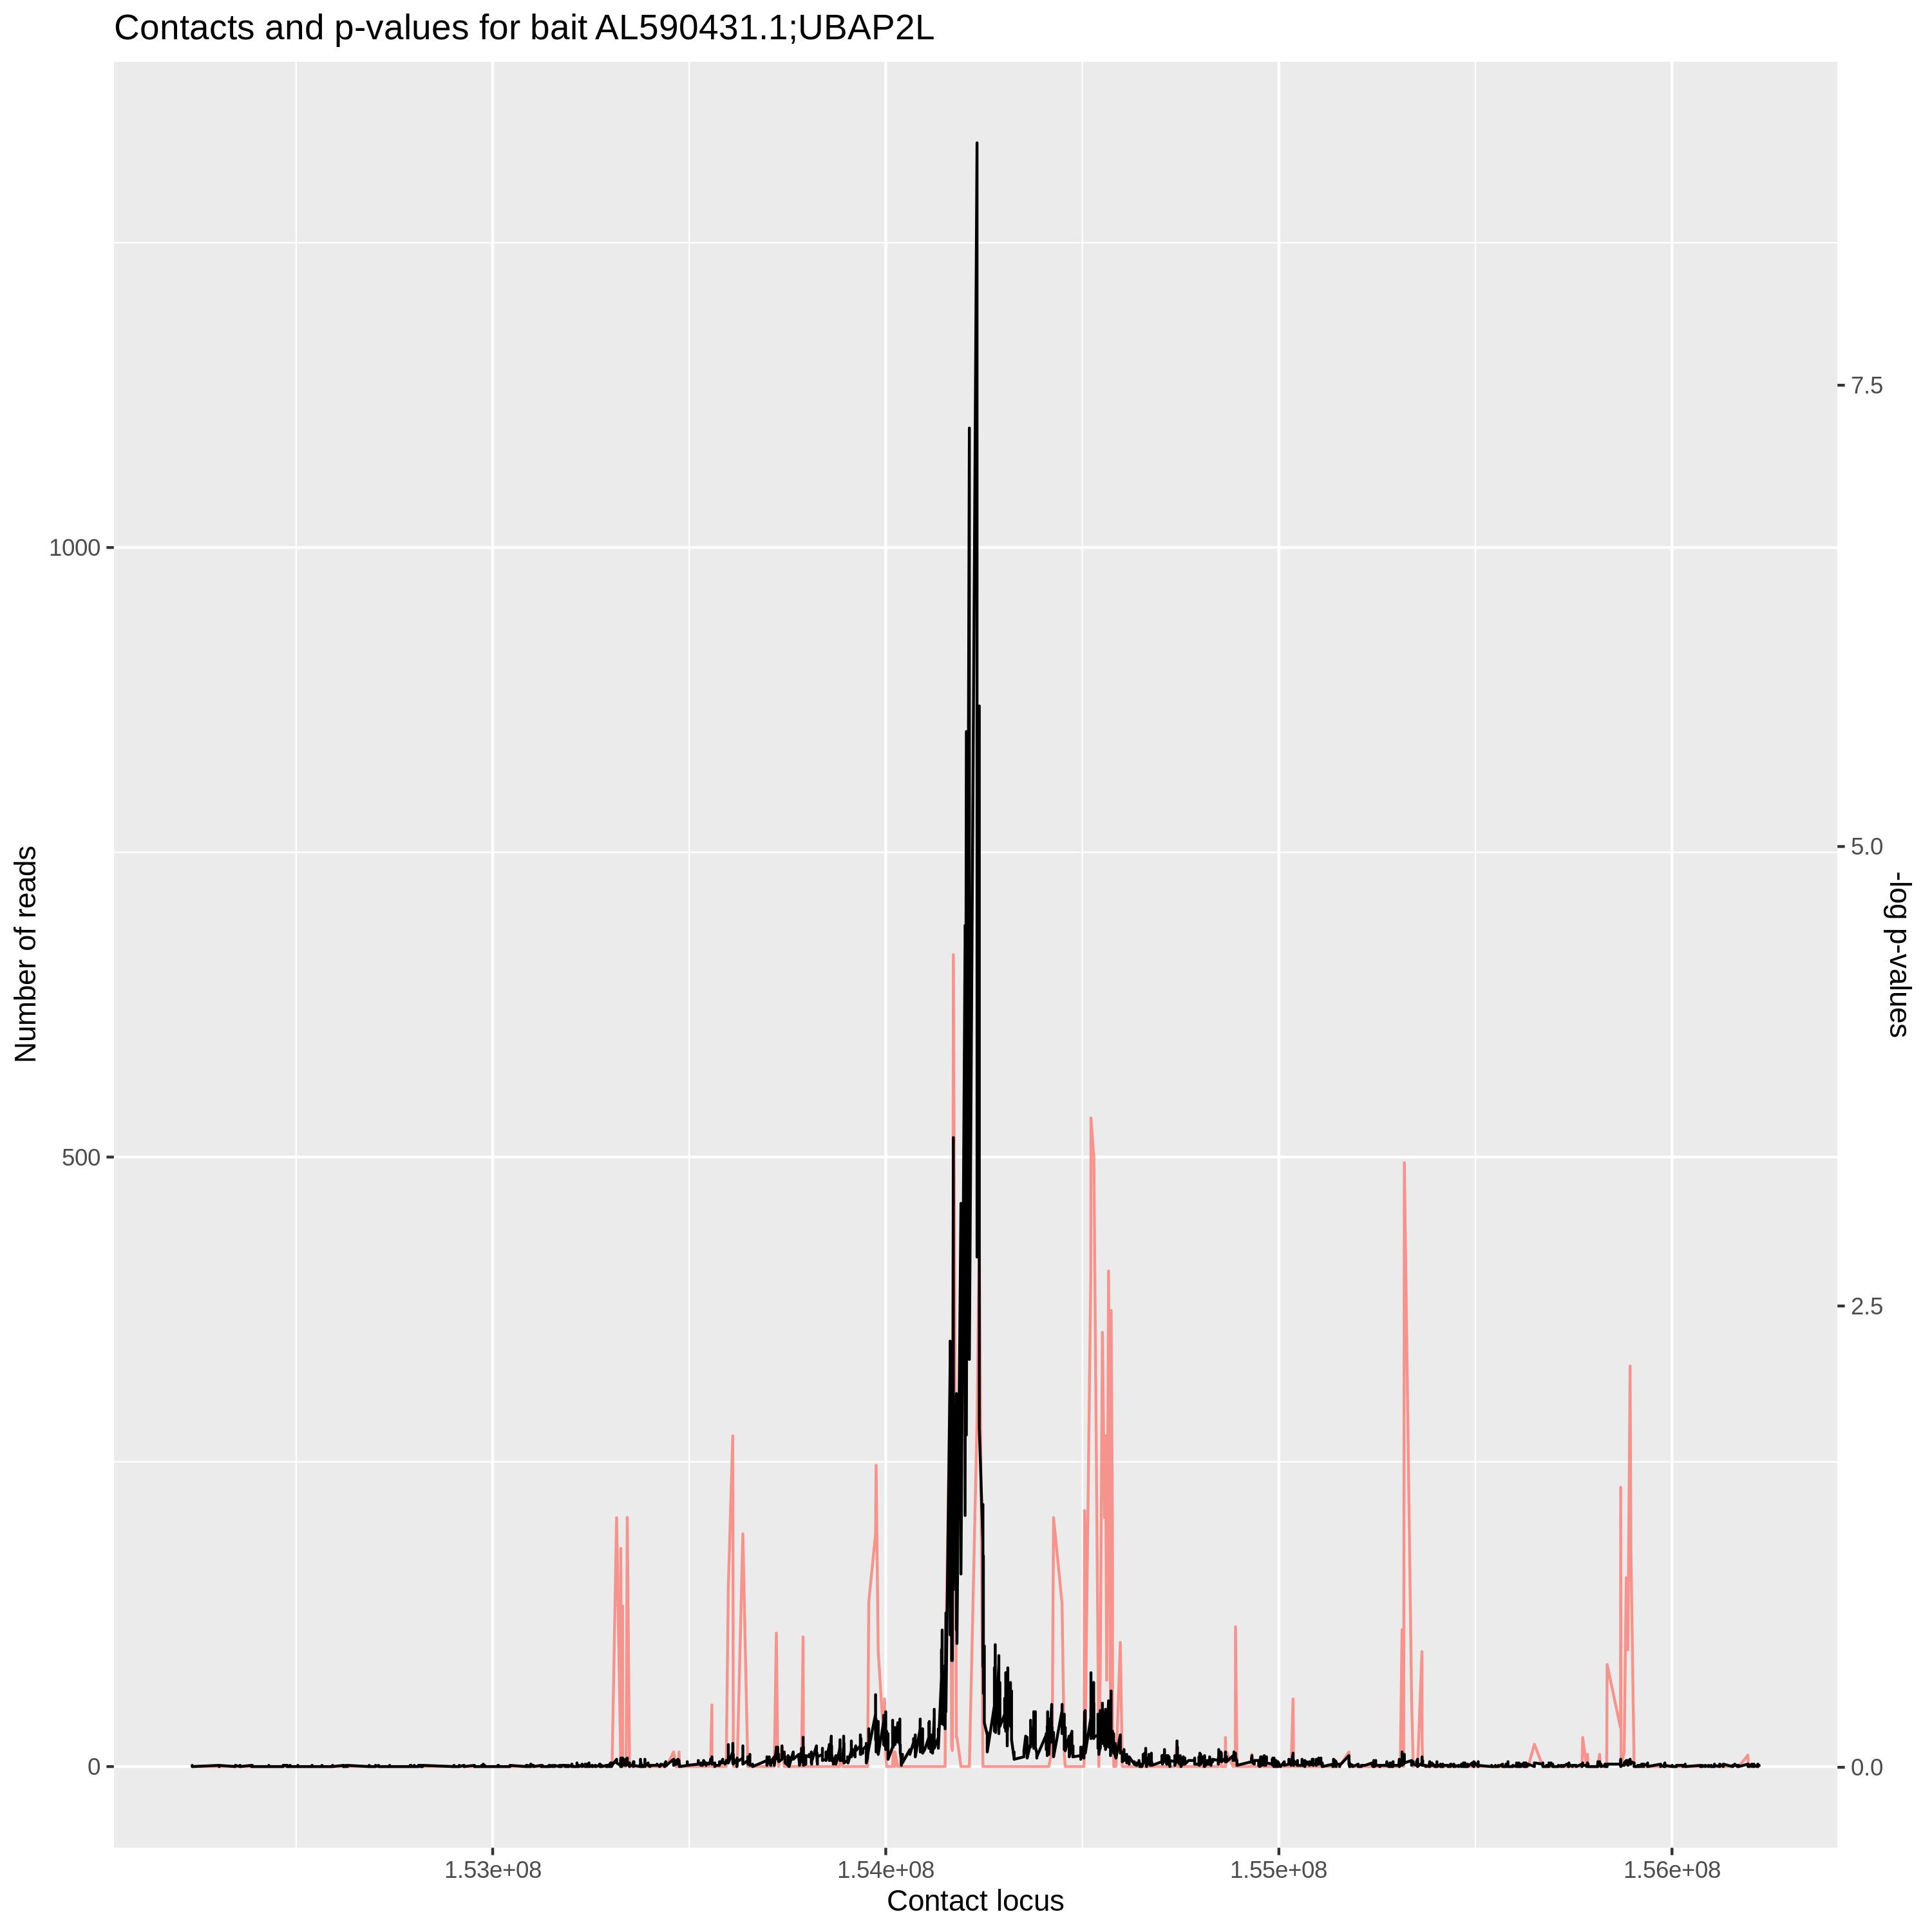 Contacts and p-values for bait AL590431.1;UBAP2L
Number of reads
1000
500
0
7.5
5.0
2.5
0.0
-log p-values
1.53e+08
1.54e+08
1.55e+08
1.56e+08
Contact locus